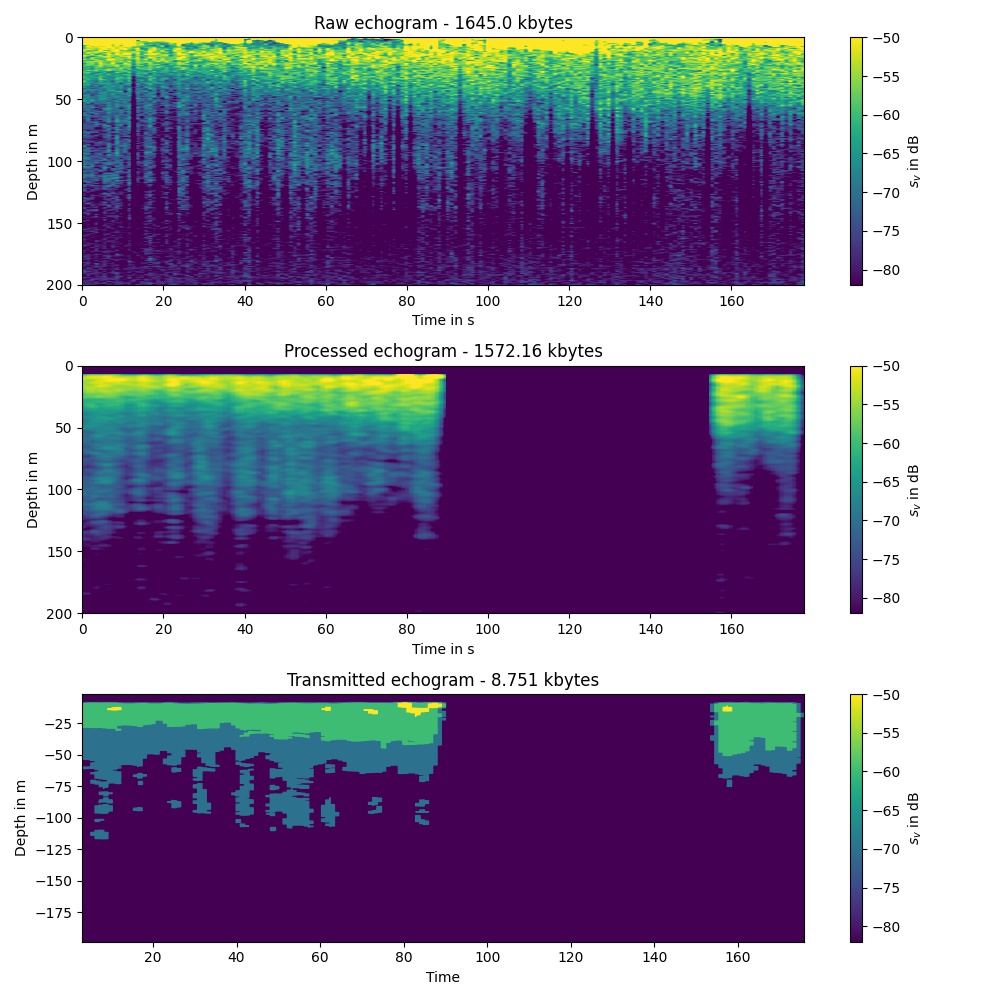 Raw echogram - 1645.0 kbytes
0
50
100
150
200
Depth in m
0 20 40 60 80 100 120 140 160
Time in s
−50
−55
−60
−65
−70
−75
−80
sv in dB
Processed echogram - 1572.16 kbytes
0
50
100
150
200
Depth in m
0 20 40 60 80 100 120 140 160
Time in s
−50
−55
−60
−65
−70
−75
−80
sv in dB
Transmitted echogram - 8.751 kbytes
−25
−50
−75
−100
−125
−150
−175
Depth in m
20 40 60 80 100 120 140 160
Time
−50
−55
−60
−65
−70
−75
−80
sv in dB